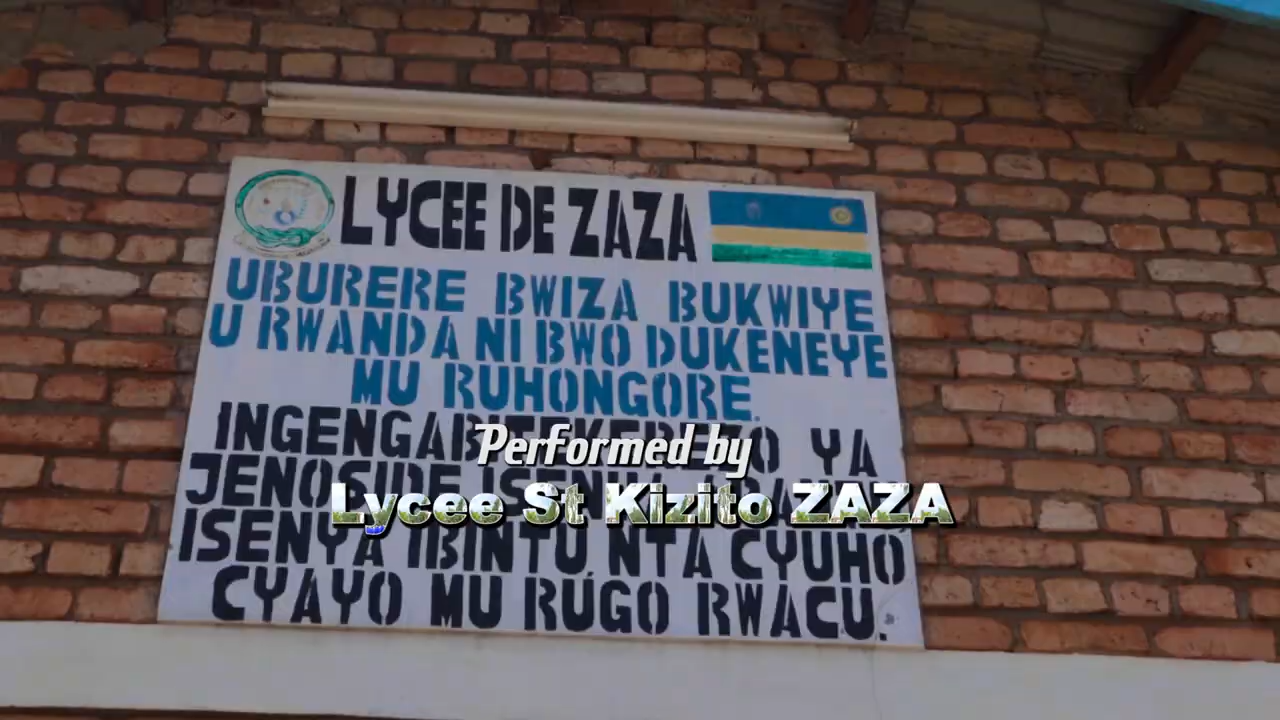 LYCEE DE ZAZA
UBURERE BWIZA BUKWIYE
U RWANDA NI BWO DUKENEYE
MU RUHONGORE.
YA
JENOSIDE
ISENYA IBINTU NTA CYUHO
CYAYO MU RUGO RWACU.
Performed by
Lycee St Kizito ZAZA